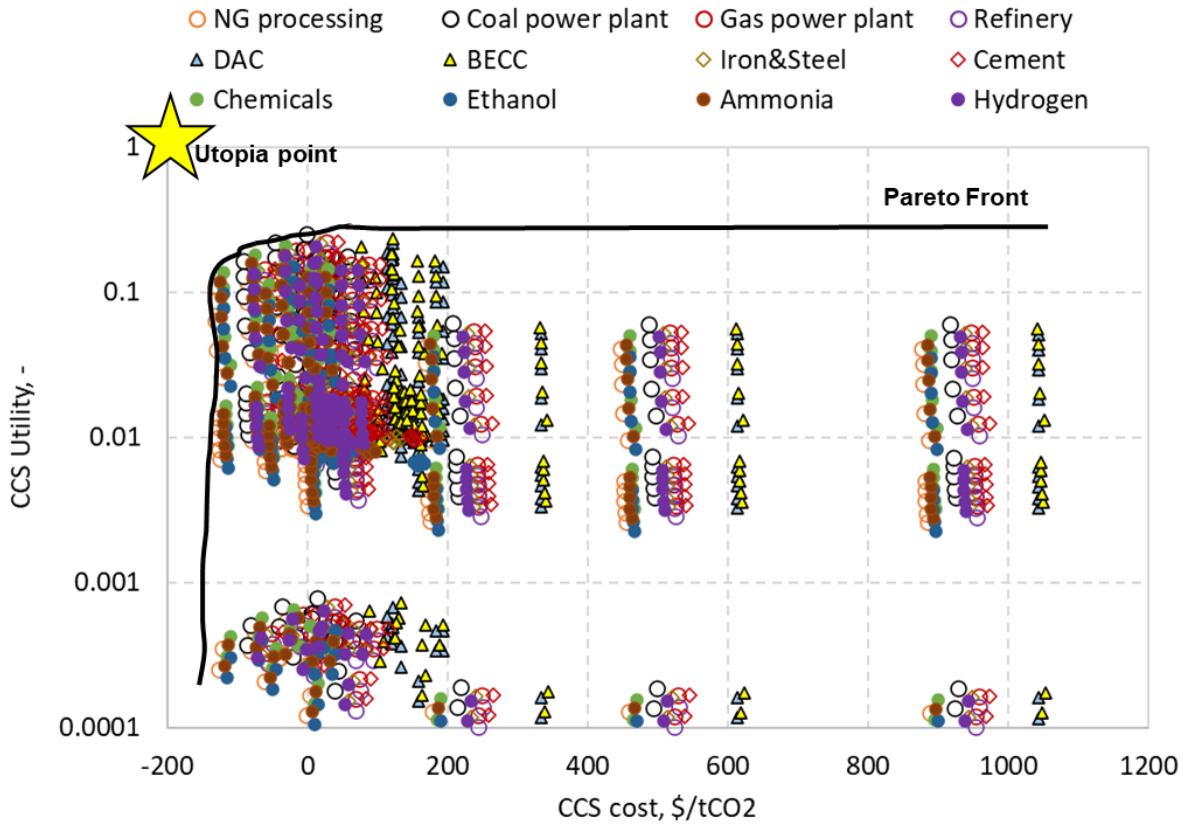 NG processing Coal power plant Gas power plant Refinery
DAC BECC Iron&Steel Cement
Chemicals Ethanol Ammonia Hydrogen
1
Utopia point
Pareto Front
0.1
0.01
0.001
0.0001
CCS Utility, -
-200 0 200 400 600 800 1000 1200
CCS cost, $/tCO2